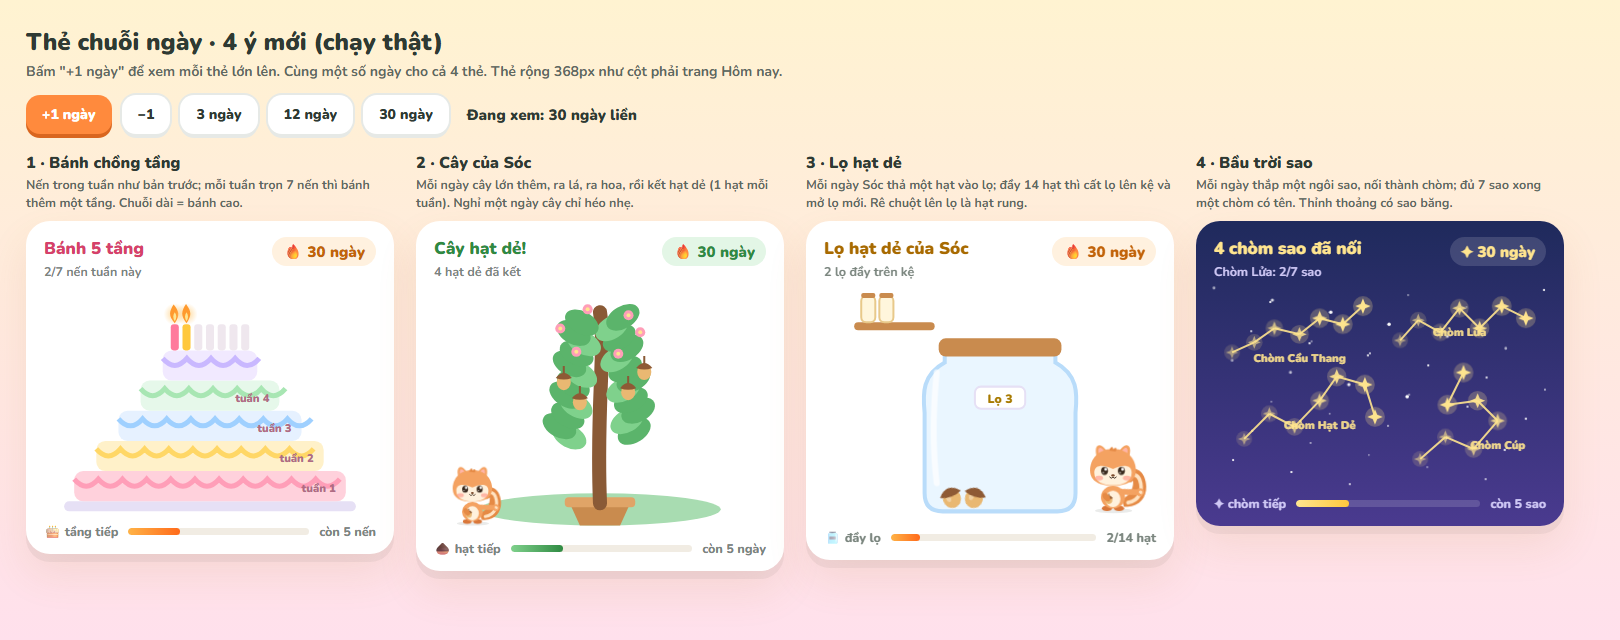 Thẻ chuỗi ngày · 4 ý mới (chạy thật)
Bấm "+1 ngày" để xem mỗi thẻ lớn lên. Cùng một số ngày cho cả 4 thẻ. Thẻ rộng 368px như cột phải trang Hôm nay.
+1 ngày
−1
3 ngày
12 ngày
30 ngày
Đang xem: 30 ngày liền
1 · Bánh chồng tầng
Nến trong tuần như bản trước; mỗi tuần trọn 7 nến thì bánh
thêm một tầng. Chuỗi dài = bánh cao.
Bánh 5 tầng
30 ngày
2/7 nến tuần này
tuần 4
tuần 3
tuần 2
tuần 1
tầng tiếp
còn 5 nến
2 · Cây của Sóc
Mỗi ngày cây lớn thêm, ra lá, ra hoa, rồi kết hạt dẻ (1 hạt mỗi
tuần). Nghỉ một ngày cây chỉ héo nhẹ.
Cây hạt dẻ!
30 ngày
4 hạt dẻ đã kết
hạt tiếp
còn 5 ngày
3 · Lọ hạt dẻ
Mỗi ngày Sóc thả một hạt vào lọ; đầy 14 hạt thì cất lọ lên kệ và
mở lọ mới. Rê chuột lên lọ là hạt rung.
Lọ hạt dẻ của Sóc
30 ngày
2 lọ đầy trên kệ
Lọ 3
đầy lọ
2/14 hạt
4 · Bầu trời sao
Mỗi ngày thắp một ngôi sao, nối thành chòm; đủ 7 sao xong
một chòm có tên. Thỉnh thoảng có sao băng.
4 chòm sao đã nối
30 ngày
Chòm Lửa: 2/7 sao
Chòm Lửa
Chòm Cầu Thang
Chòm Hạt Dẻ
Chòm Cúp
chòm tiếp
còn 5 sao